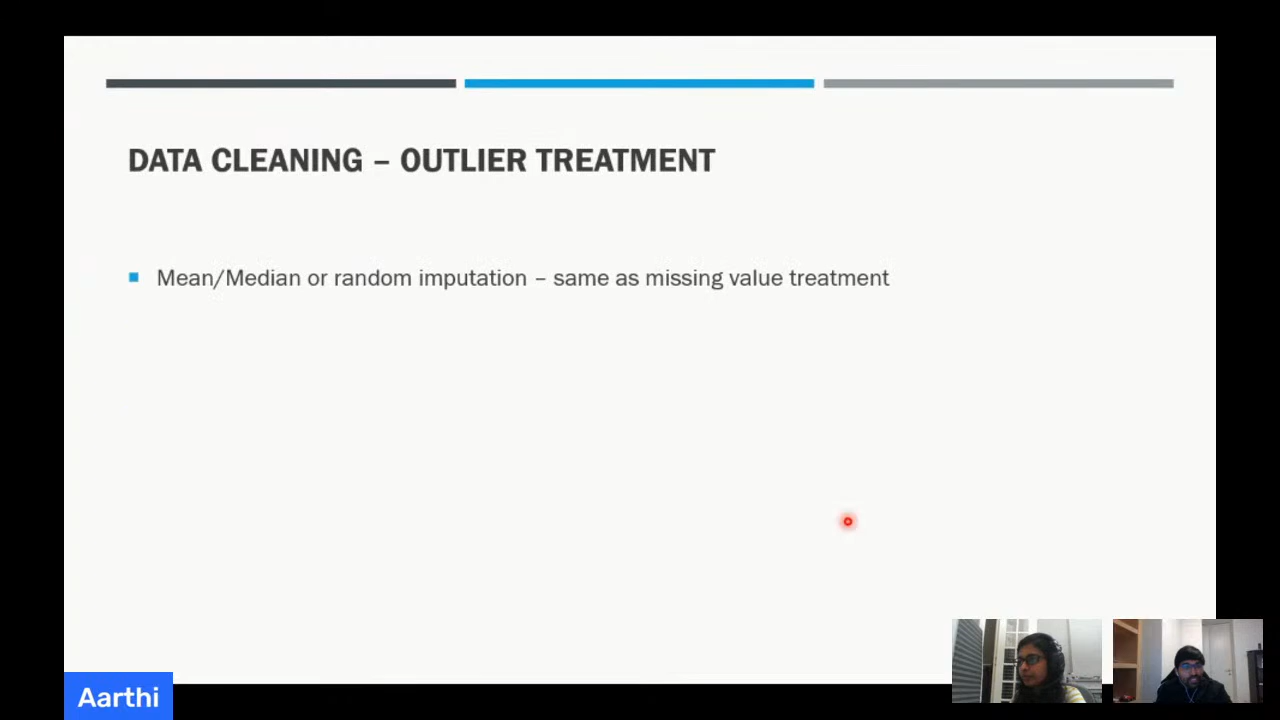 DATA CLEANING – OUTLIER TREATMENT
Mean/Median or random imputation – same as missing value treatment
Aarthi